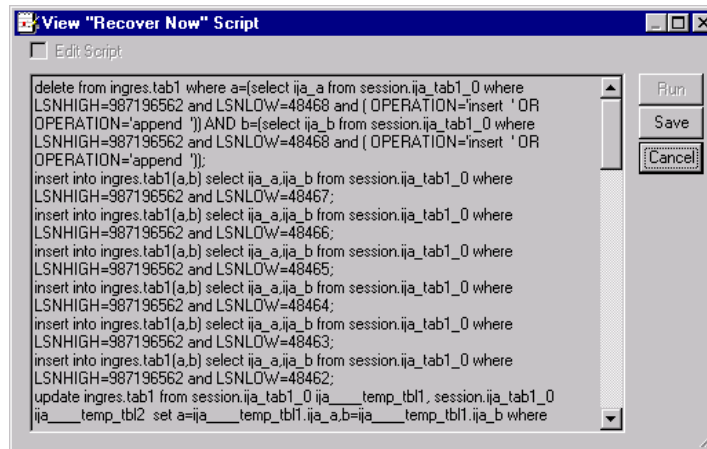 View "Recover Now" Script
Edit Script
delete from ingres.tab1 where a=(select ija_a from session.ija_tab1_0 where
LSNHIGH=987196562 and LSNLOW=48468 and ( OPERATION='insert  ' OR
OPERATION='append  ')) AND b=(select ija_b from session.ija_tab1_0 where
LSNHIGH=987196562 and LSNLOW=48468 and ( OPERATION='insert  ' OR
OPERATION='append  '));
insert into ingres.tab1(a,b) select ija_a,ija_b from session.ija_tab1_0 where
LSNHIGH=987196562 and LSNLOW=48467;
insert into ingres.tab1(a,b) select ija_a,ija_b from session.ija_tab1_0 where
LSNHIGH=987196562 and LSNLOW=48466;
insert into ingres.tab1(a,b) select ija_a,ija_b from session.ija_tab1_0 where
LSNHIGH=987196562 and LSNLOW=48465;
insert into ingres.tab1(a,b) select ija_a,ija_b from session.ija_tab1_0 where
LSNHIGH=987196562 and LSNLOW=48464;
insert into ingres.tab1(a,b) select ija_a,ija_b from session.ija_tab1_0 where
LSNHIGH=987196562 and LSNLOW=48463;
insert into ingres.tab1(a,b) select ija_a,ija_b from session.ija_tab1_0 where
LSNHIGH=987196562 and LSNLOW=48462;
update ingres.tab1 from session.ija_tab1_0 ija____temp_tbl1, session.ija_tab1_0
ija____temp_tbl2  set a=ija____temp_tbl1.ija_a,b=ija____temp_tbl1.ija_b where
Run
Save
Cancel